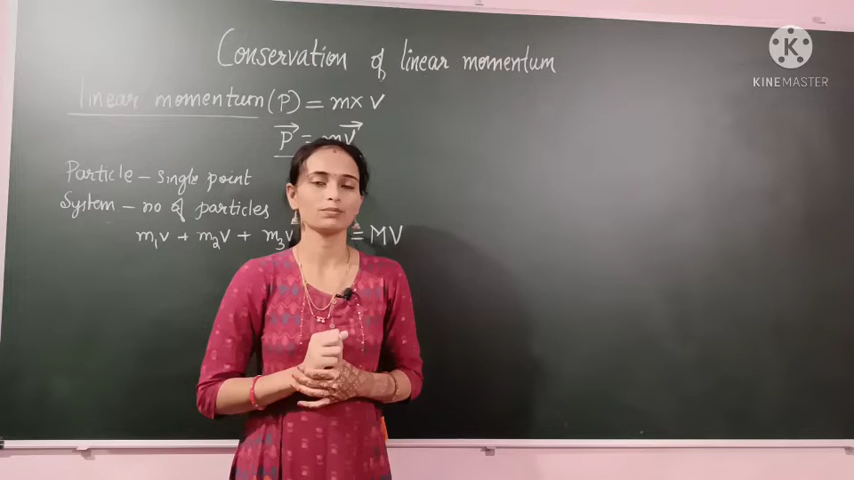 Conservation of linear momentum
linear momentum (P) = m x v
P = mv
Particle – single point
System – no of particles
m₁v + m₂v + m₃v = MV
K
KINEMASTER